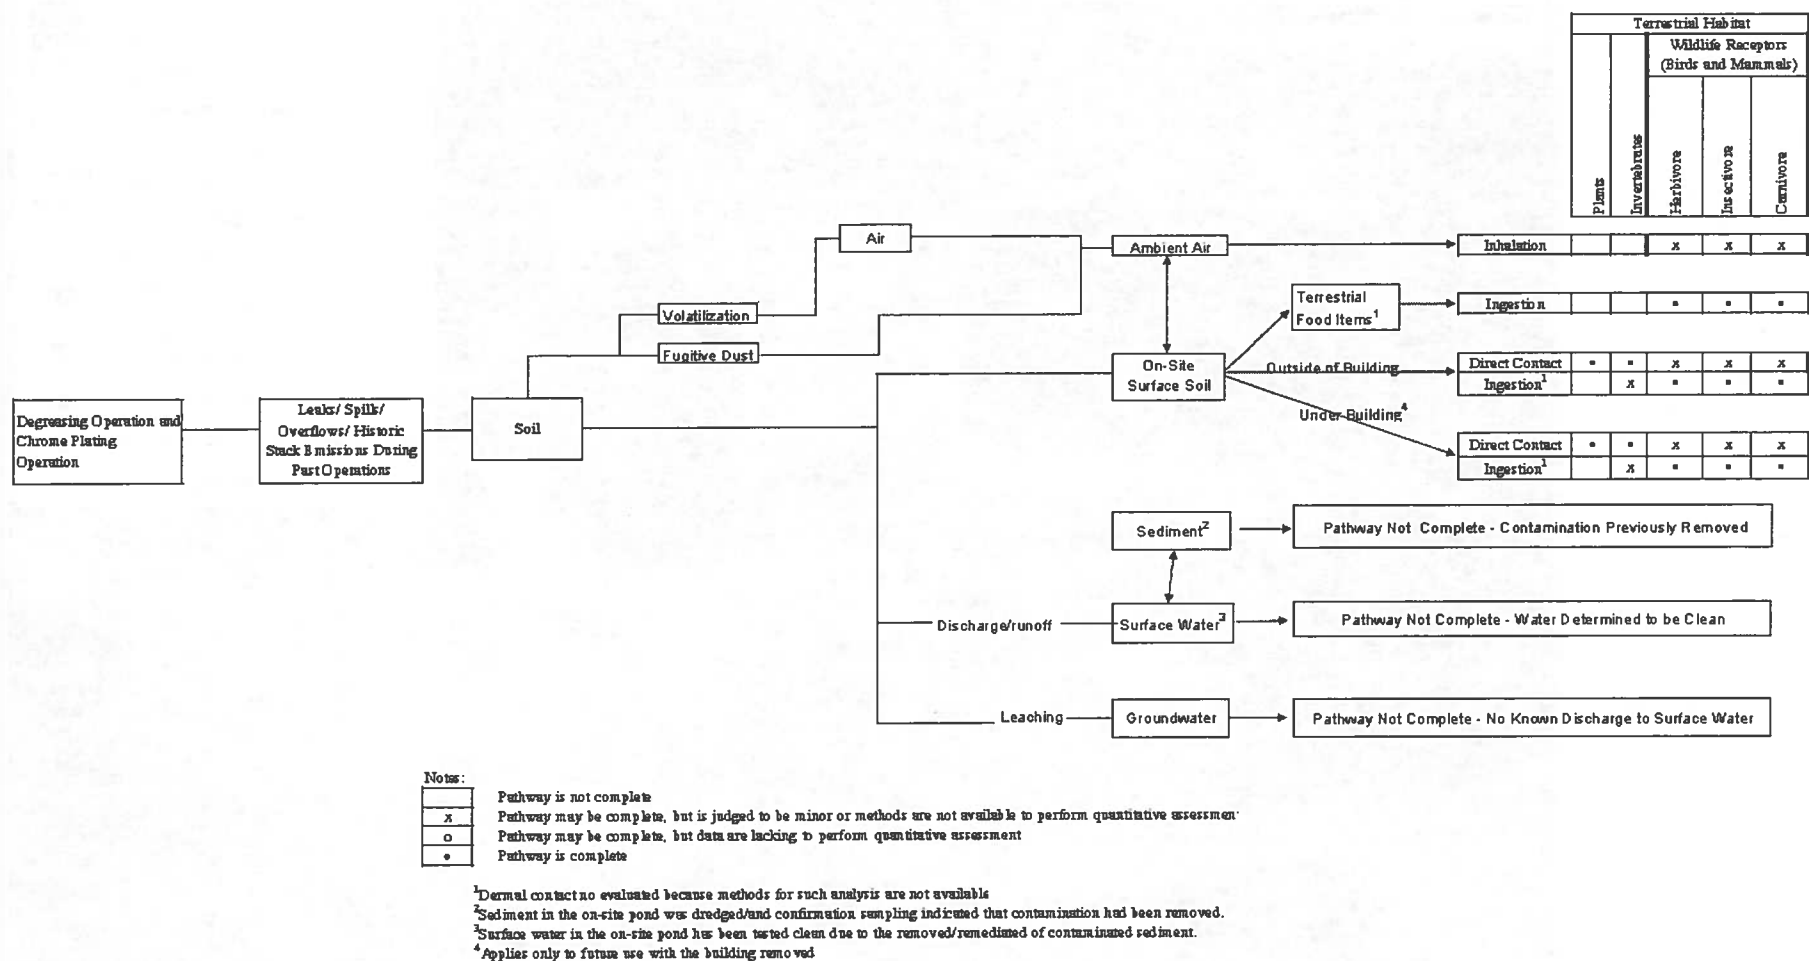 Terrestrial Habitat
Wildlife Receptors
(Birds and Mammals)
Plants
Invertebrates
Herbivore
Insectivore
Carnivore
Air
Ambient Air
Inhalation x x x
Volatilization
Terrestrial
Food Items¹
Ingestion ▪ ▪ ▪
Fugitive Dust
On-Site
Surface Soil
Outside of Building
Direct Contact ▪ ▪ x x x
Ingestion¹ x ▪ ▪ ▪
Under Building⁴
Direct Contact ▪ ▪ x x x
Ingestion¹ x ▪ ▪ ▪
Degreasing Operation and
Chrome Plating
Operation
Leaks/ Spills/
Overflows/ Historic
Stack Emissions During
Past Operations
Soil
Sediment²
Pathway Not Complete - Contamination Previously Removed
Discharge/runoff
Surface Water³
Pathway Not Complete - Water Determined to be Clean
Leaching
Groundwater
Pathway Not Complete - No Known Discharge to Surface Water
Notes:
Pathway is not complete
x Pathway may be complete, but is judged to be minor or methods are not available to perform quantitative assessmen
o Pathway may be complete, but data are lacking to perform quantitative assessment
▪ Pathway is complete
¹Dermal contact no evaluated because methods for such analysis are not available
²Sediment in the on-site pond was dredged/and confirmation sampling indicated that contamination had been removed.
³Surface water in the on-site pond has been tested clean due to the removed/remediated of contaminated sediment.
⁴Applies only to future use with the building removed